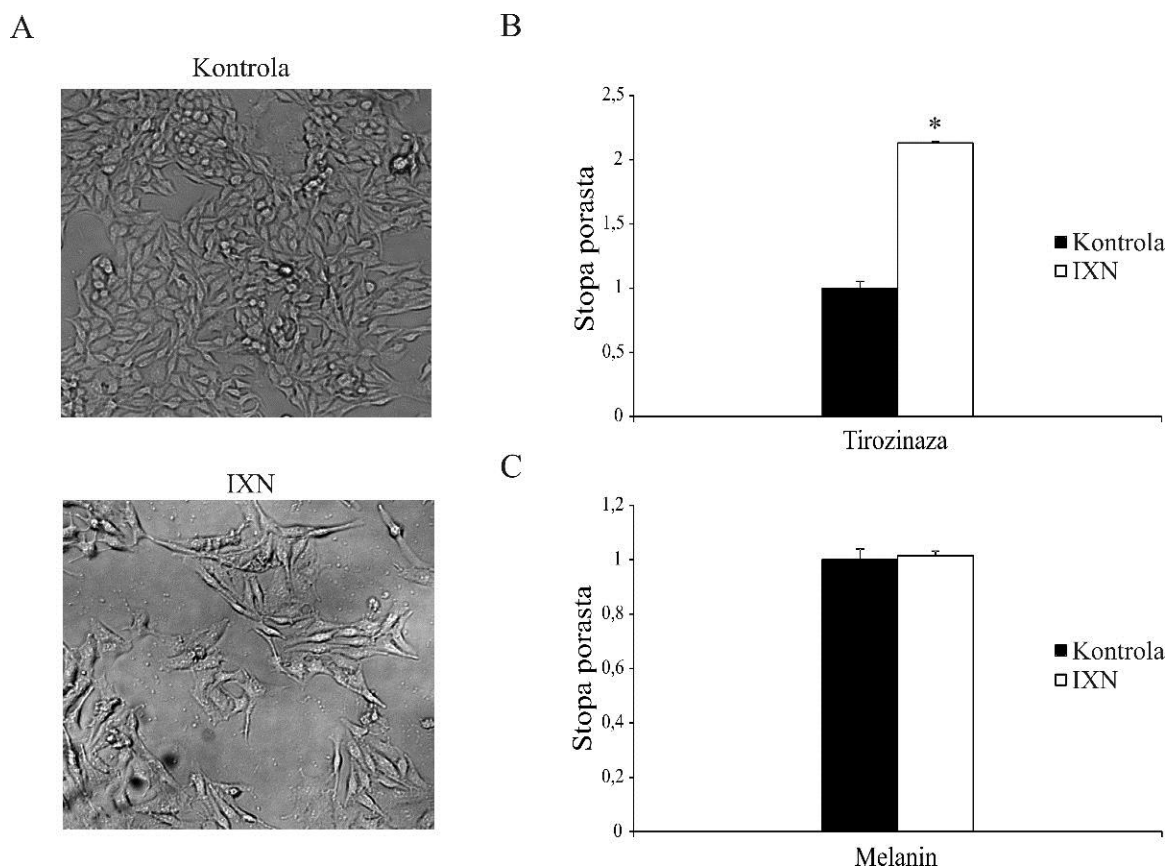 A
Kontrola
IXN
B
Stopa porasta
2,5
*
2
1,5
1
0,5
0
Kontrola
IXN
Tirozinaza
C
Stopa porasta
1,2
1
0,8
0,6
0,4
0,2
0
Kontrola
IXN
Melanin